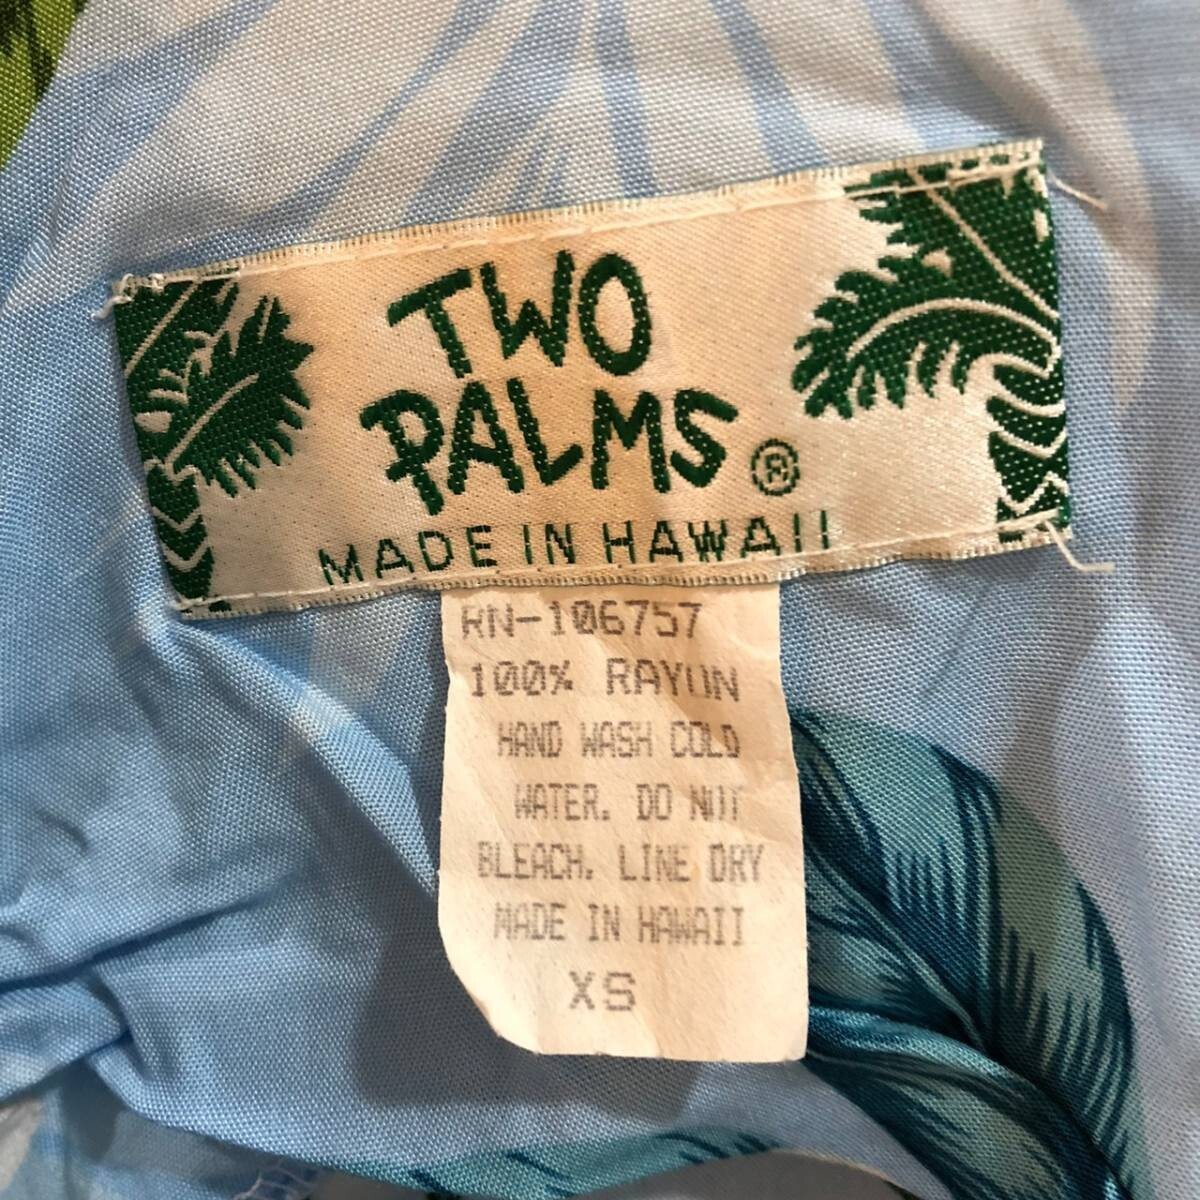 TWO
PALMS®
MADE IN HAWAII
RN-106757
100% RAYON
HAND WASH COLD
WATER. DO NOT
BLEACH. LINE DRY
MADE IN HAWAII
XS